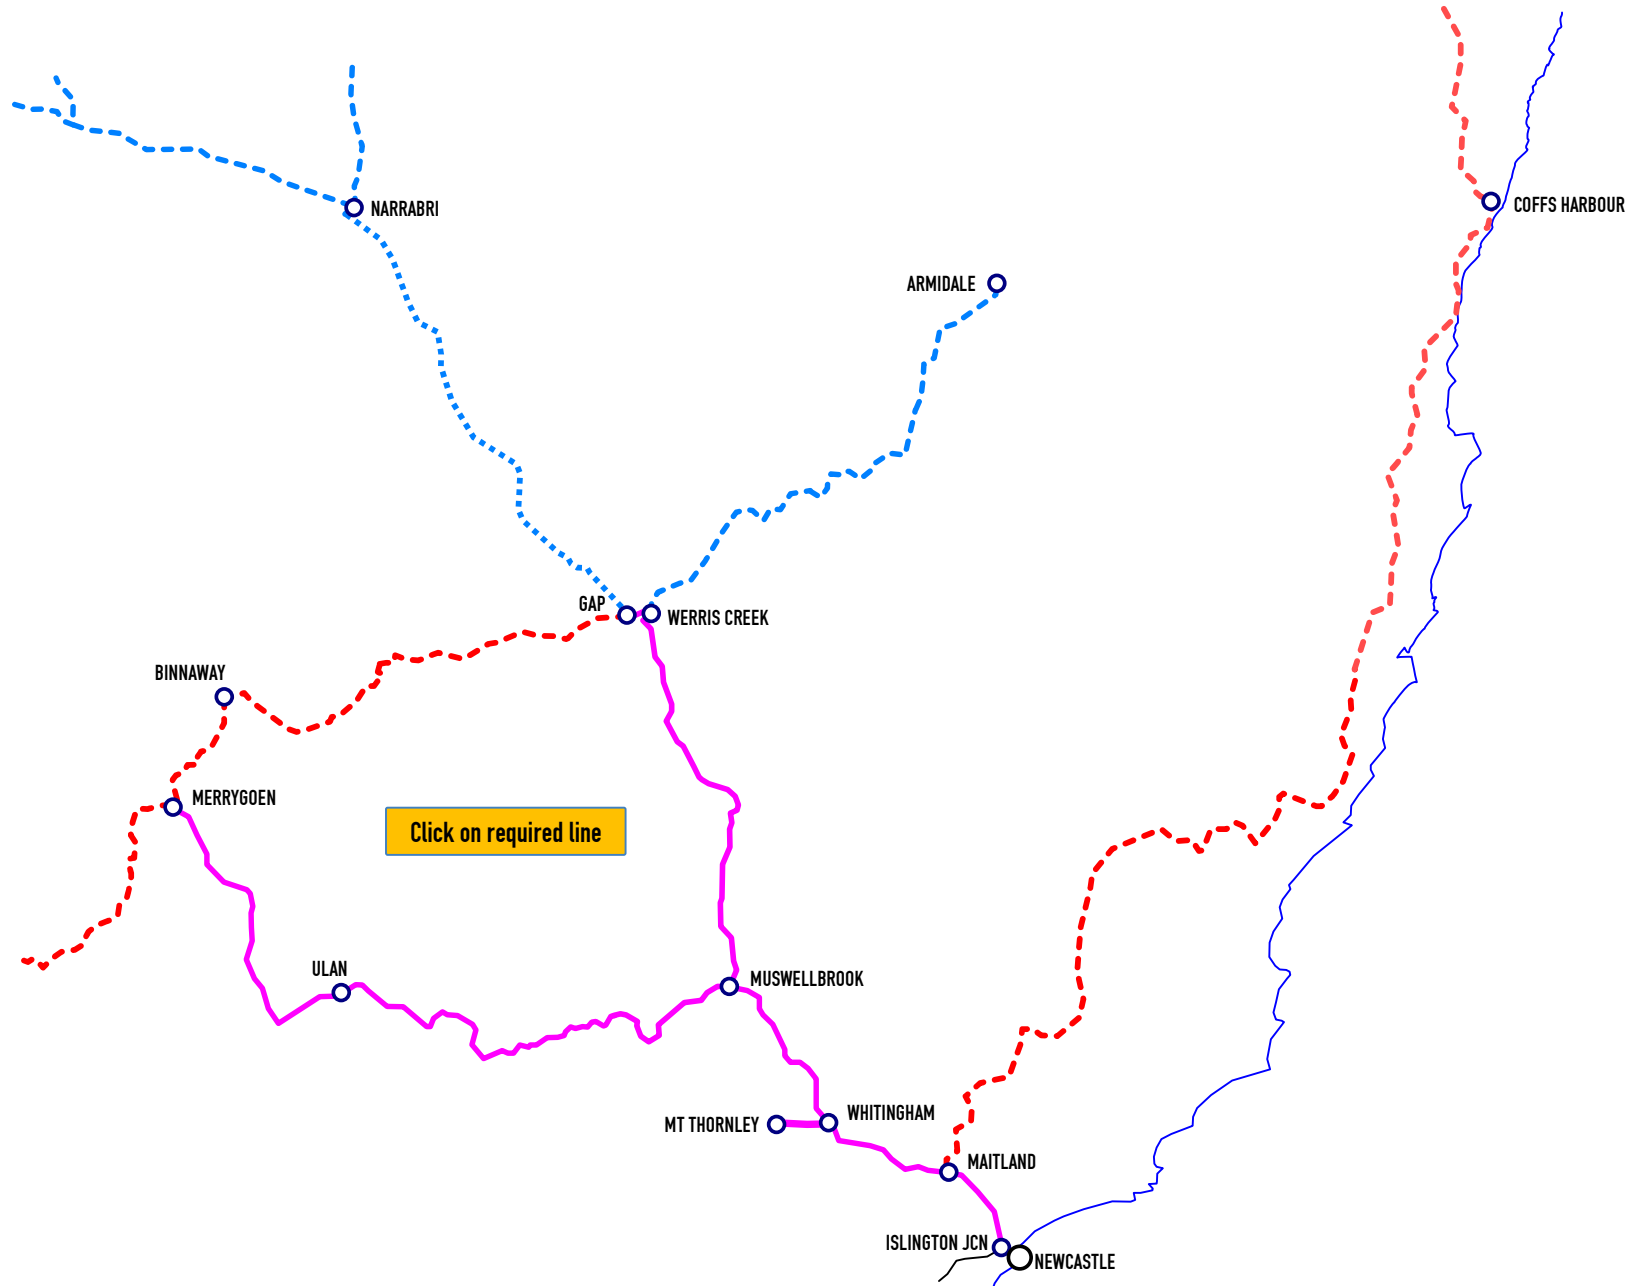 NARRABRI
COFFS HARBOUR
ARMIDALE
GAP
WERRIS CREEK
BINNAWAY
MERRYGOEN
Click on required line
ULAN
MUSWELLBROOK
WHITINGHAM
MT THORNLEY
MAITLAND
ISLINGTON JCN
NEWCASTLE